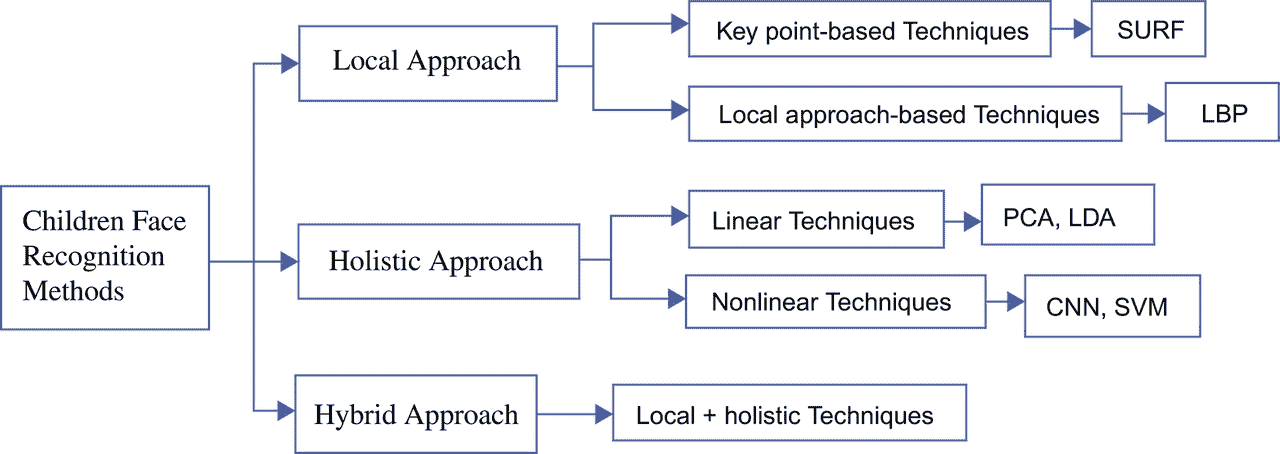 Key point-based Techniques
SURF
Local Approach
Local approach-based Techniques
LBP
Children Face
Recognition
Methods
Linear Techniques
PCA, LDA
Holistic Approach
Nonlinear Techniques
CNN, SVM
Hybrid Approach
Local + holistic Techniques